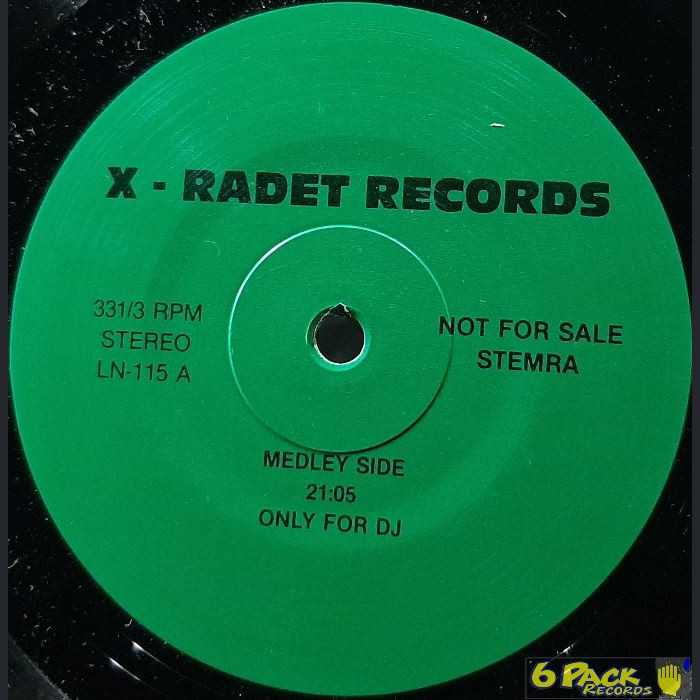 X - RADET RECORDS
331/3 RPM
STEREO
LN-115 A
NOT FOR SALE
STEMRA
MEDLEY SIDE
21:05
ONLY FOR DJ
6 PACK
RECORDS